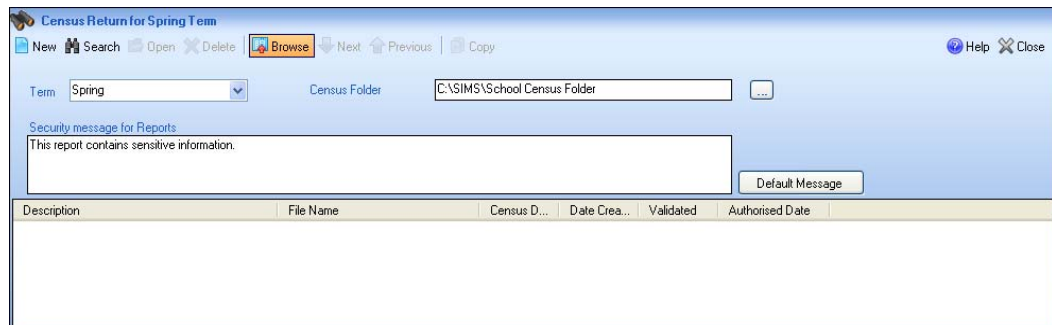 Census Return for Spring Term
New Search Open Delete Browse Next Previous Copy Help Close
Term Spring Census Folder C:\SIMS\School Census Folder ...
Security message for Reports
This report contains sensitive information.
Default Message
Description File Name Census D... Date Crea... Validated Authorised Date